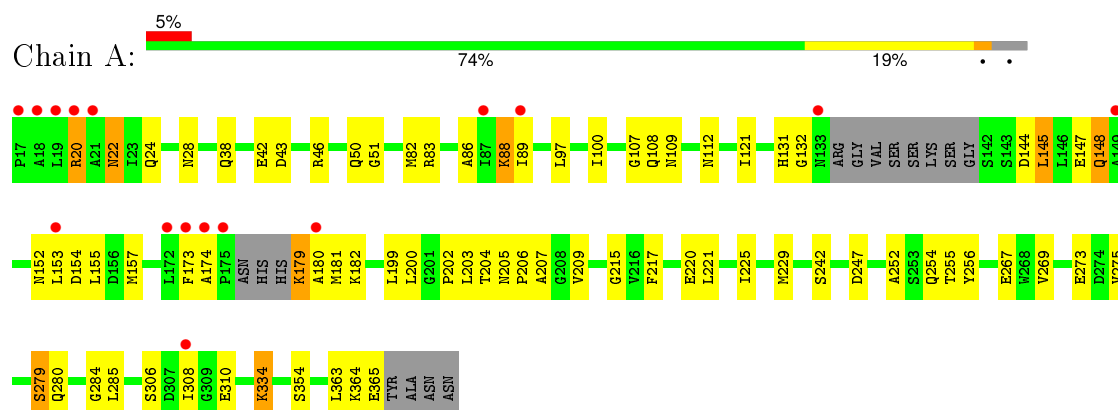 5%
Chain A:
74% 19% • •
P17 A18 L19 R20 A21 N22 I23 Q24 N28 Q38 E42 D43 R46 Q50 G51 M82 R83 A86 I87 K88 I89 L97 I100 G107 Q108 N109 N112 I121 H131 G132 N133 ARG GLY VAL SER SER LYS SER GLY S142 S143 D144 L145 L146 E147 Q148 A149
N152 L153 D154 L155 D156 M157 L172 F173 A174 P175 ASN HIS HIS K179 A180 M181 K182 L199 L200 G201 P202 L203 T204 N205 P206 A207 G208 V209 G215 V216 F217 E220 L221 I225 M229 S242 D247 A252 S253 Q254 T255 Y256 E267 W268 V269 E273 D274 V275
S279 Q280 G284 L285 S306 D307 I308 G309 E310 K334 S354 L363 K364 E365 TYR ALA ASN ASN